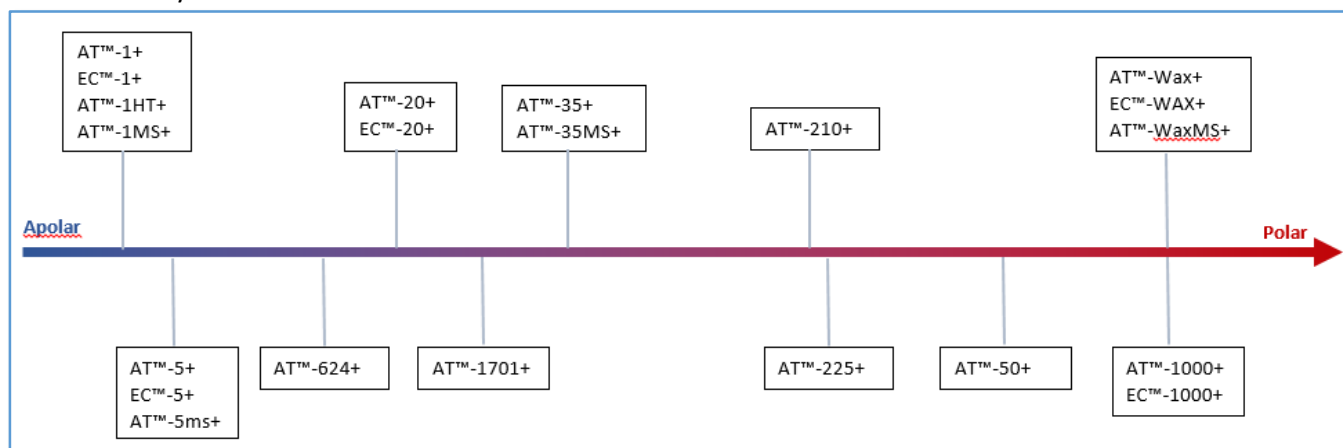 AT™-1+
EC™-1+
AT™-1HT+
AT™-1MS+
AT™-20+
EC™-20+
AT™-35+
AT™-35MS+
AT™-210+
AT™-Wax+
EC™-WAX+
AT™-WaxMS+
Apolar
Polar
AT™-5+
EC™-5+
AT™-5ms+
AT™-624+
AT™-1701+
AT™-225+
AT™-50+
AT™-1000+
EC™-1000+